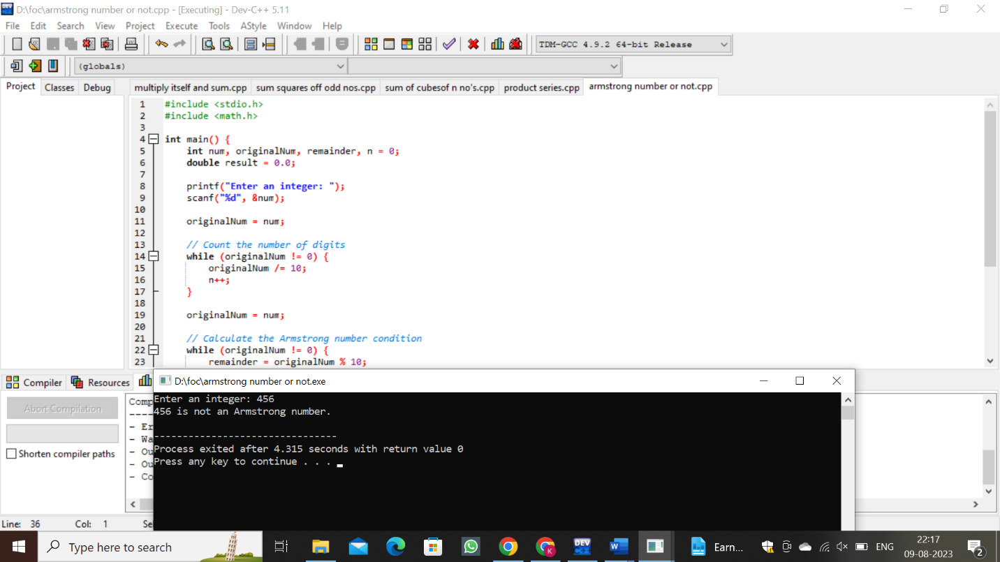 D:\foc\armstrong number or not.cpp - [Executing] - Dev-C++ 5.11
File Edit Search View Project Execute Tools AStyle Window Help
TDM-GCC 4.9.2 64-bit Release
(globals)
Project Classes Debug
multiply itself and sum.cpp sum squares off odd nos.cpp sum of cubesof n no's.cpp product series.cpp armstrong number or not.cpp
1 #include <stdio.h>
2 #include <math.h>
3
4 int main() {
5 int num, originalNum, remainder, n = 0;
6 double result = 0.0;
7
8 printf("Enter an integer: ");
9 scanf("%d", &num);
10
11 originalNum = num;
12
13 // Count the number of digits
14 while (originalNum != 0) {
15 originalNum /= 10;
16 n++;
17 }
18
19 originalNum = num;
20
21 // Calculate the Armstrong number condition
22 while (originalNum != 0) {
23 remainder = originalNum % 10;
Compiler Resources
Abort Compilation
Shorten compiler paths
Comp
------
- Er
- Wa
- Ou
- Ou
- Co
D:\foc\armstrong number or not.exe
Enter an integer: 456
456 is not an Armstrong number.
--------------------------------
Process exited after 4.315 seconds with return value 0
Press any key to continue . . .
Line: 36 Col: 1 Se
Type here to search
DEV
C++
W
K
Earn...
ENG
22:17
09-08-2023
2